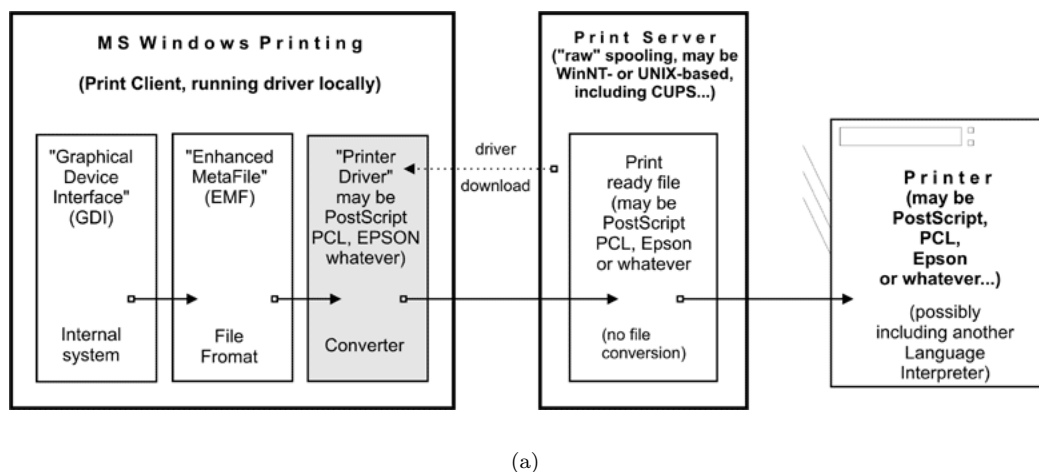 MS Windows Printing
(Print Client, running driver locally)
"Graphical
Device
Interface"
(GDI)
Internal
system
"Enhanced
MetaFile"
(EMF)
File
Fromat
"Printer
Driver"
may be
PostScript
PCL, EPSON
whatever)
Converter
driver
download
Print Server
("raw" spooling, may be
WinNT- or UNIX-based,
including CUPS...)
Print
ready file
(may be
PostScript
PCL, Epson
or whatever
(no file
conversion)
Printer
(may be
PostScript,
PCL,
Epson
or whatever...)
(possibly
including another
Language
Interpreter)
(a)